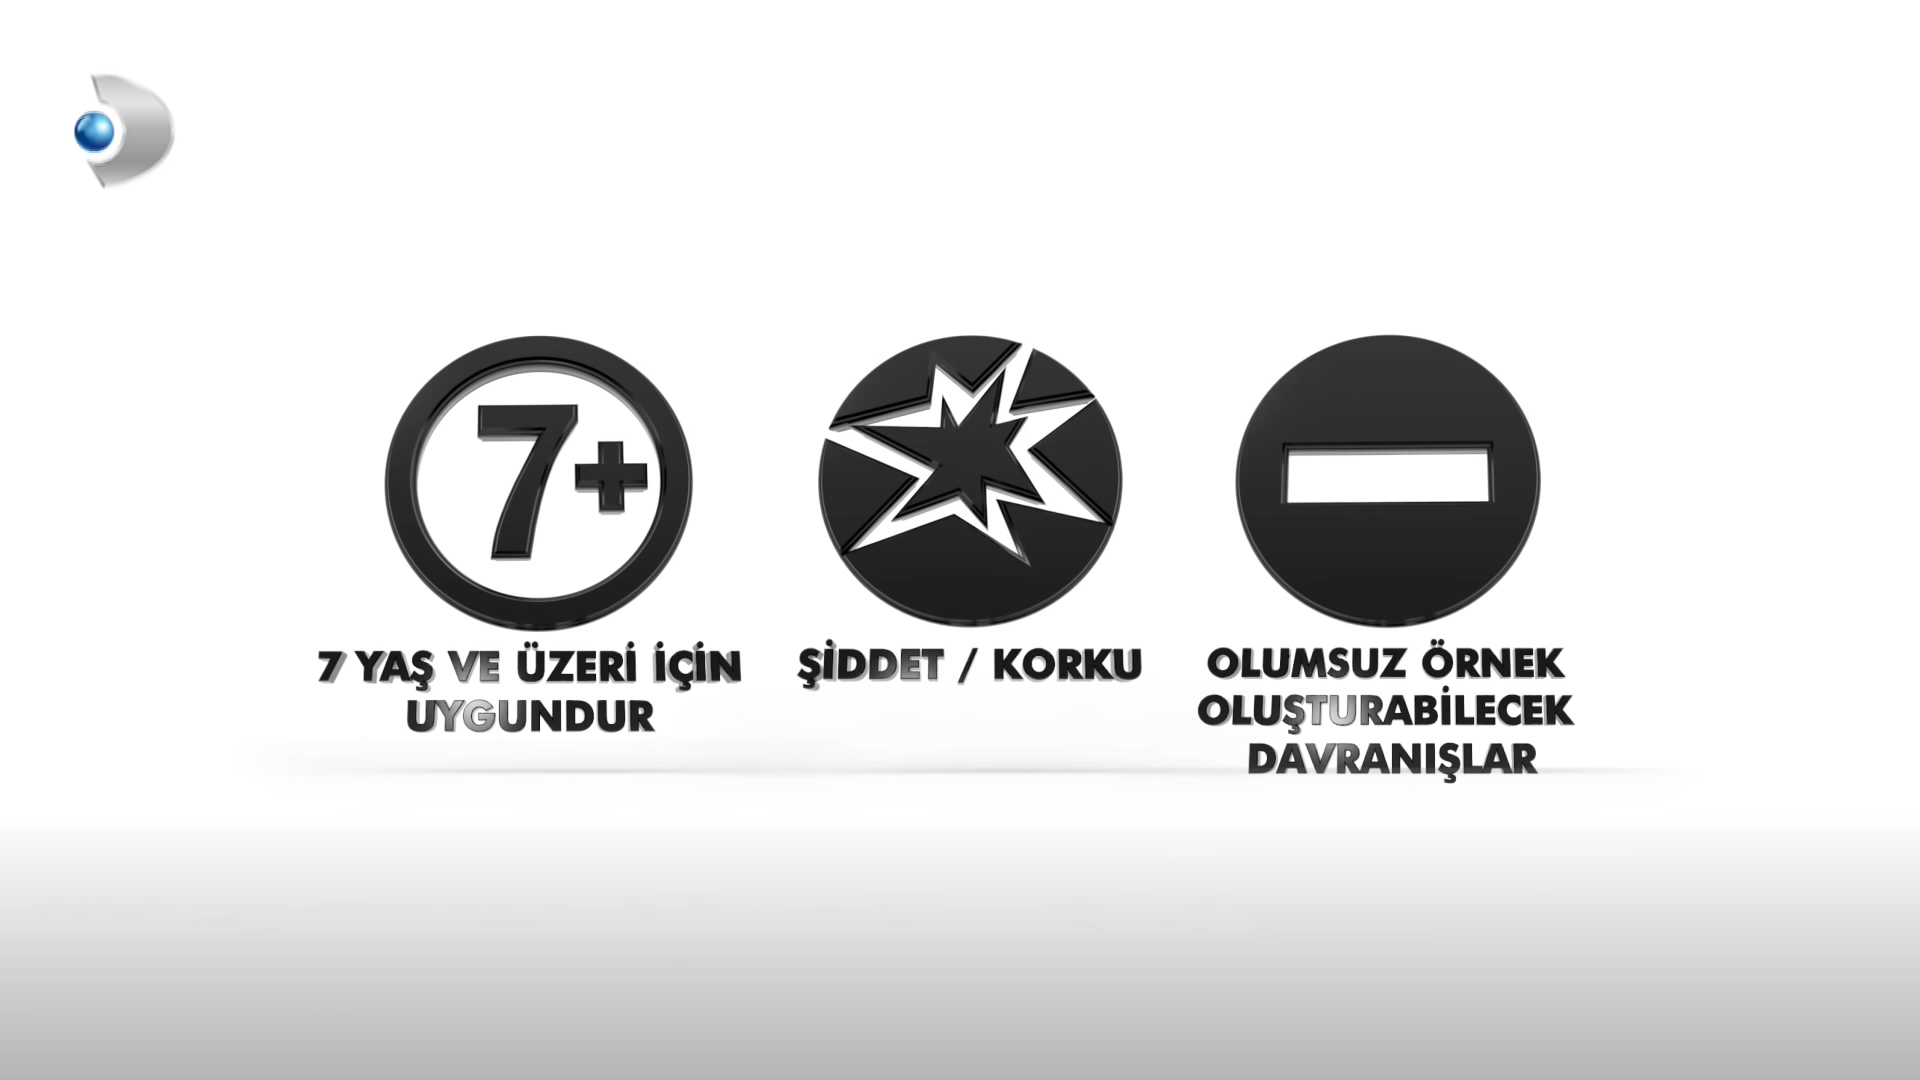 7+
7 YAŞ VE ÜZERİ İÇİN
UYGUNDUR
ŞİDDET / KORKU
OLUMSUZ ÖRNEK
OLUŞTURABİLECEK
DAVRANIŞLAR